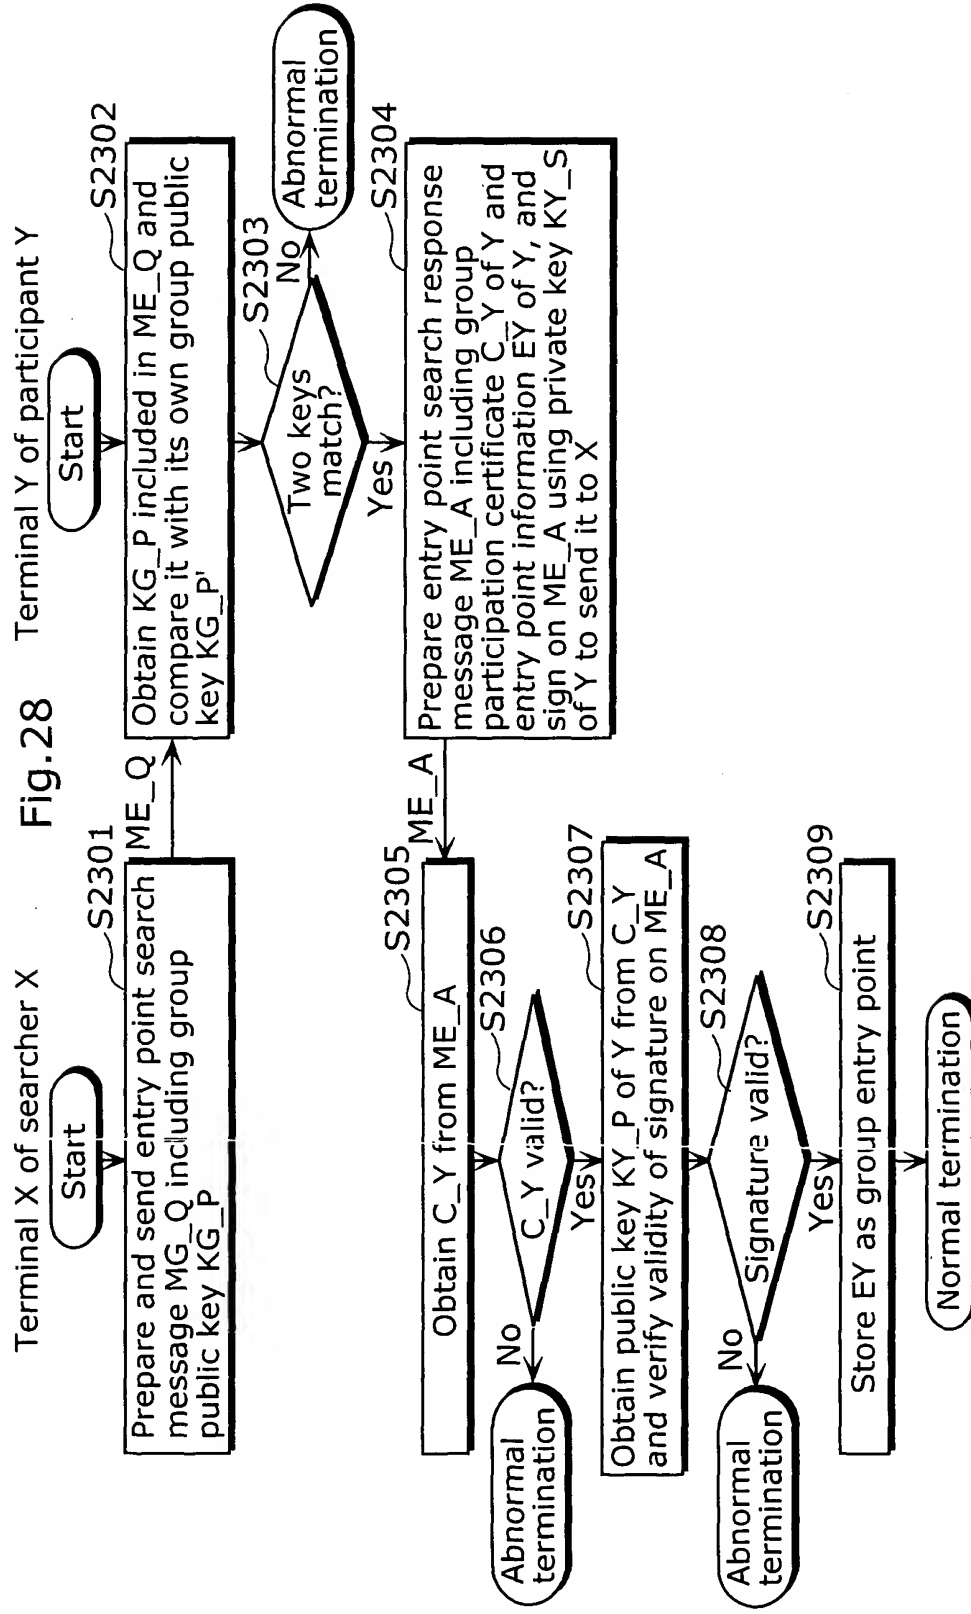 Fig.28
Terminal X of searcher X
Start
S2301
Prepare and send entry point search
message MG_Q including group
public key KG_P
ME_Q
Terminal Y of participant Y
Start
S2302
Obtain KG_P included in ME_Q and
compare it with its own group public
key KG_P'
S2303
Two keys
match?
No
Abnormal
termination
Yes
S2304
Prepare entry point search response
message ME_A including group
participation certificate C_Y of Y and
entry point information EY of Y, and
sign on ME_A using private key KY_S
of Y to send it to X
ME_A
S2305
Obtain C_Y from ME_A
S2306
C_Y valid?
No
Abnormal
termination
Yes
S2307
Obtain public key KY_P of Y from C_Y
and verify validity of signature on ME_A
S2308
Signature valid?
No
Abnormal
termination
Yes
S2309
Store EY as group entry point
Normal termination